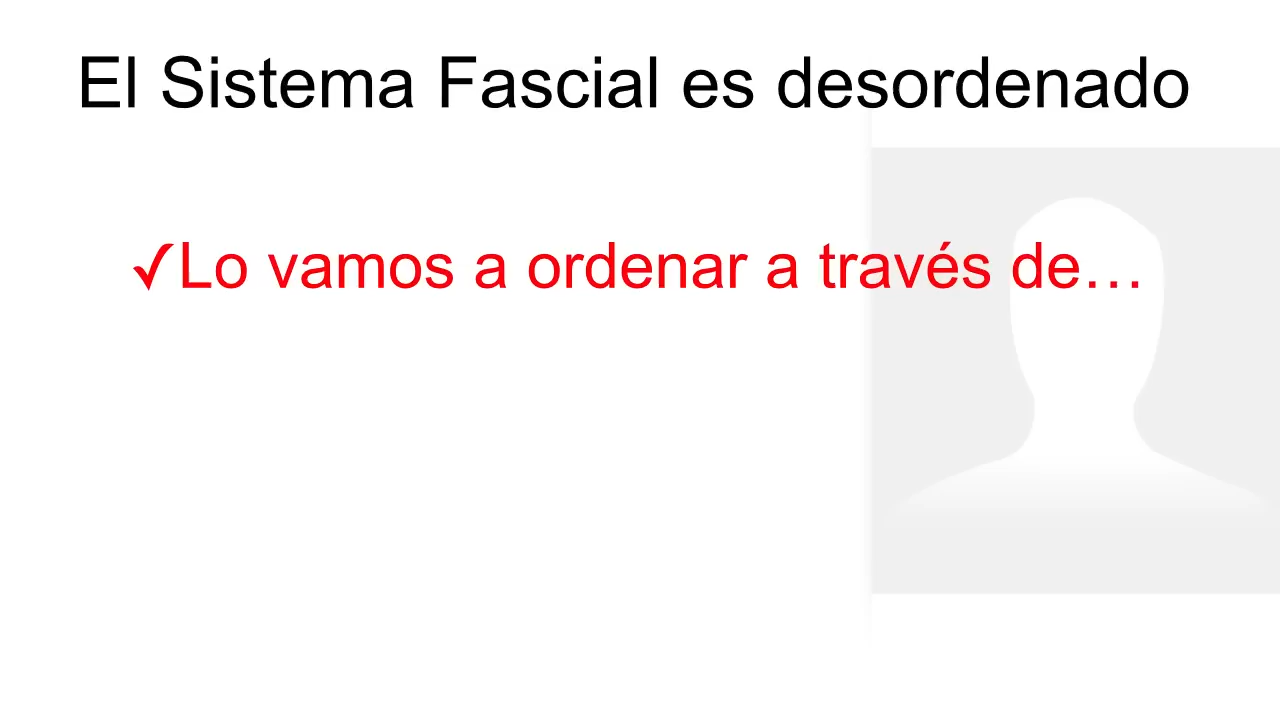 El Sistema Fascial es desordenado
✓Lo vamos a ordenar a través de…